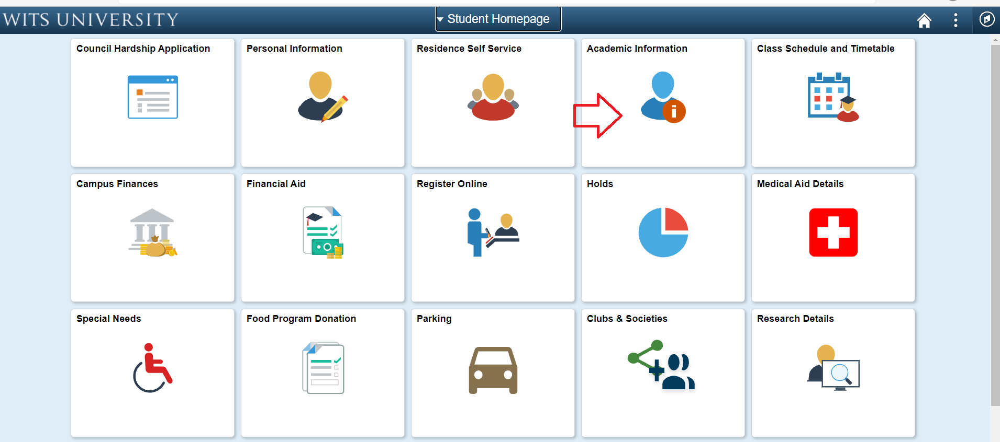 WITS UNIVERSITY
Student Homepage
Council Hardship Application
Personal Information
Residence Self Service
Academic Information
Class Schedule and Timetable
Campus Finances
Financial Aid
Register Online
Holds
Medical Aid Details
Special Needs
Food Program Donation
Parking
Clubs & Societies
Research Details